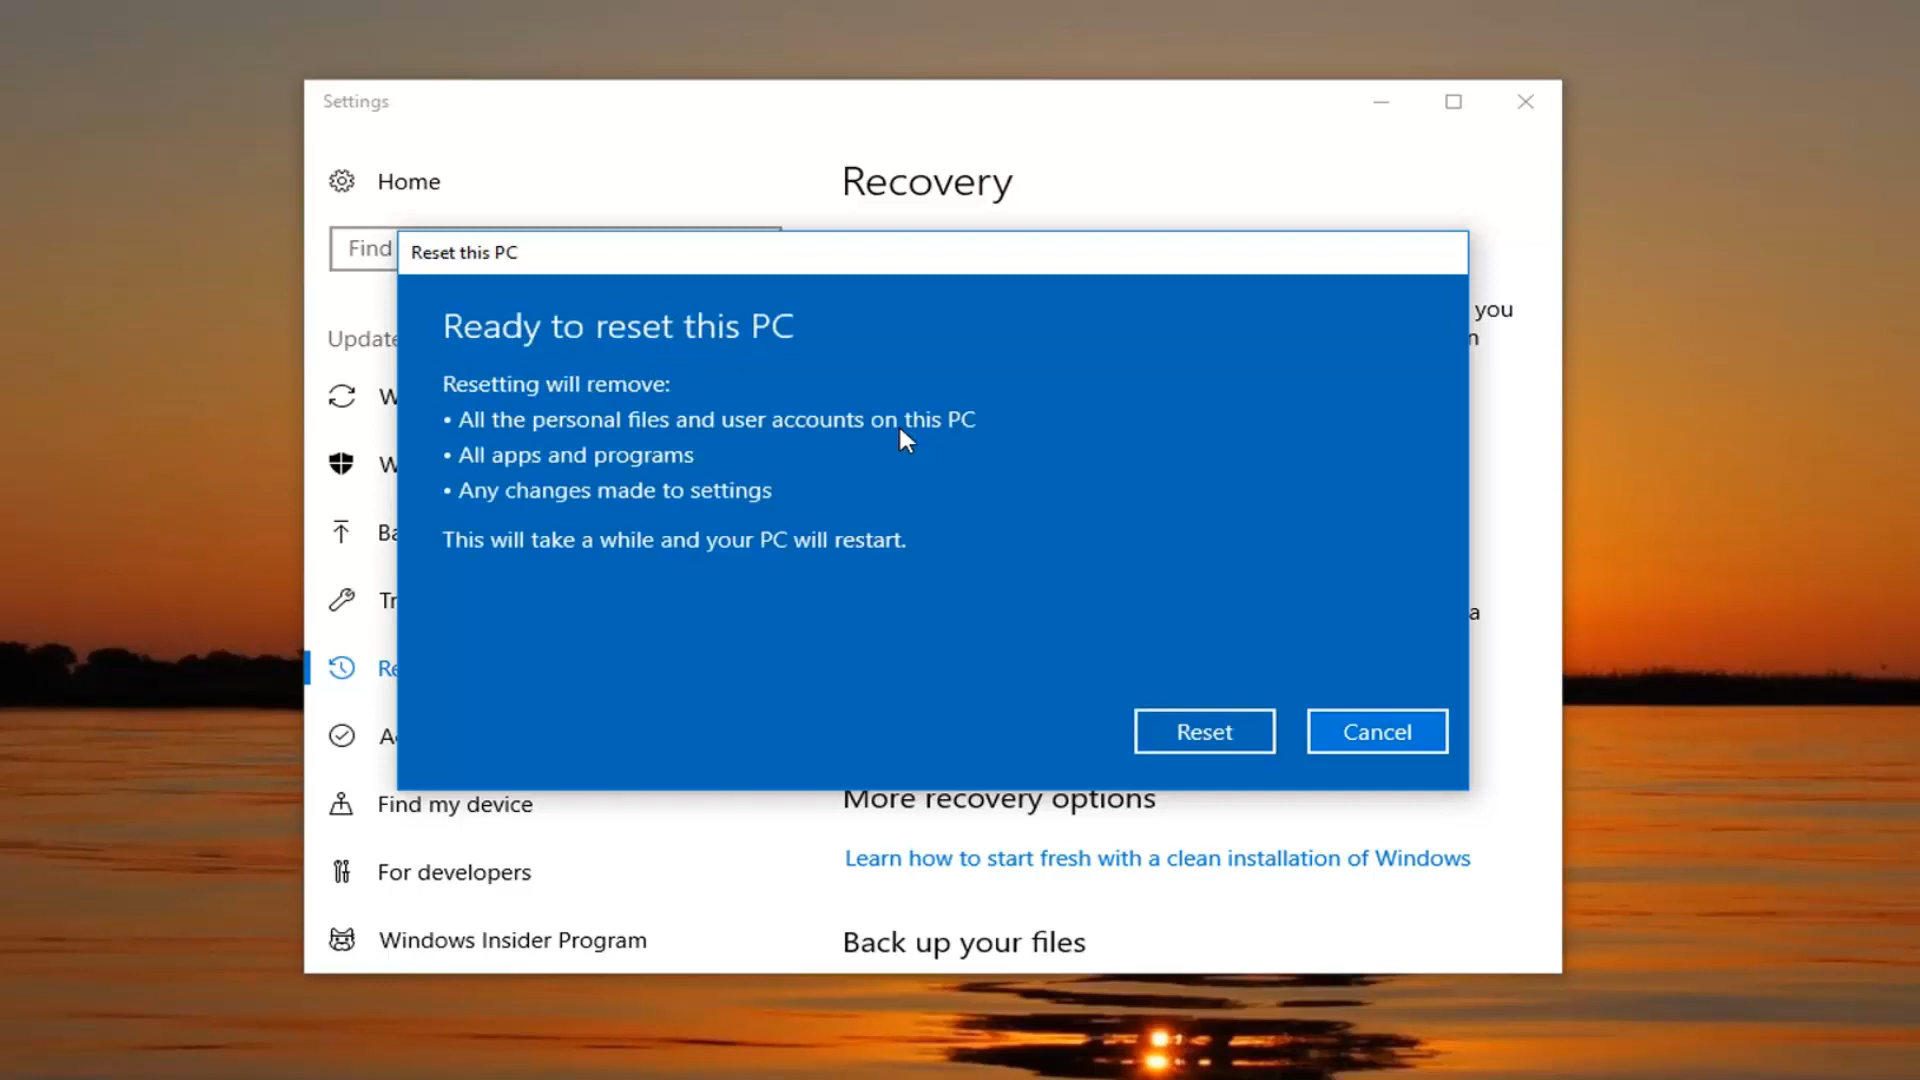 Settings
Home
Recovery
Find
Reset this PC
Ready to reset this PC
Resetting will remove:
• All the personal files and user accounts on this PC
• All apps and programs
• Any changes made to settings
This will take a while and your PC will restart.
Reset
Cancel
you
Update
More recovery options
Find my device
Learn how to start fresh with a clean installation of Windows
For developers
Windows Insider Program
Back up your files